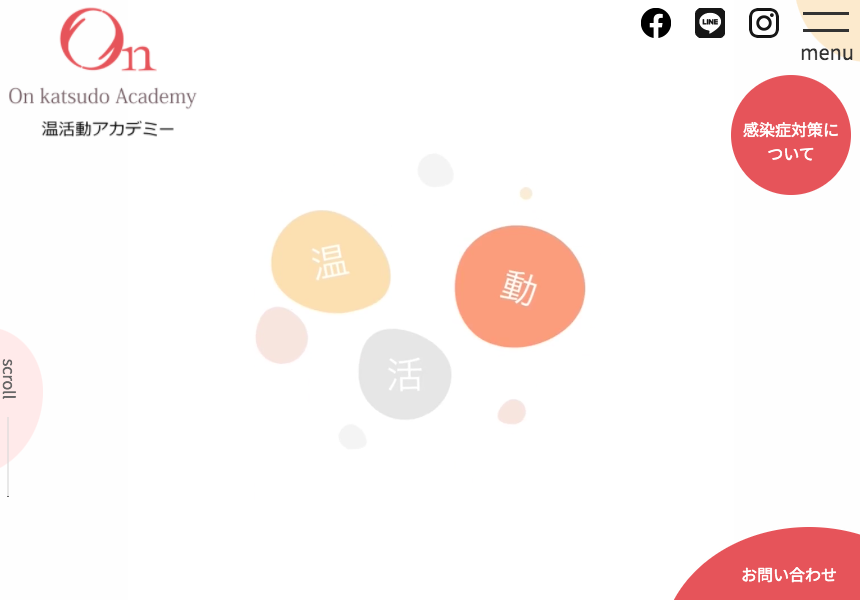 On
On katsudo Academy
温活動アカデミー
LINE
menu
感染症対策に
ついて
温
動
活
scroll
お問い合わせ